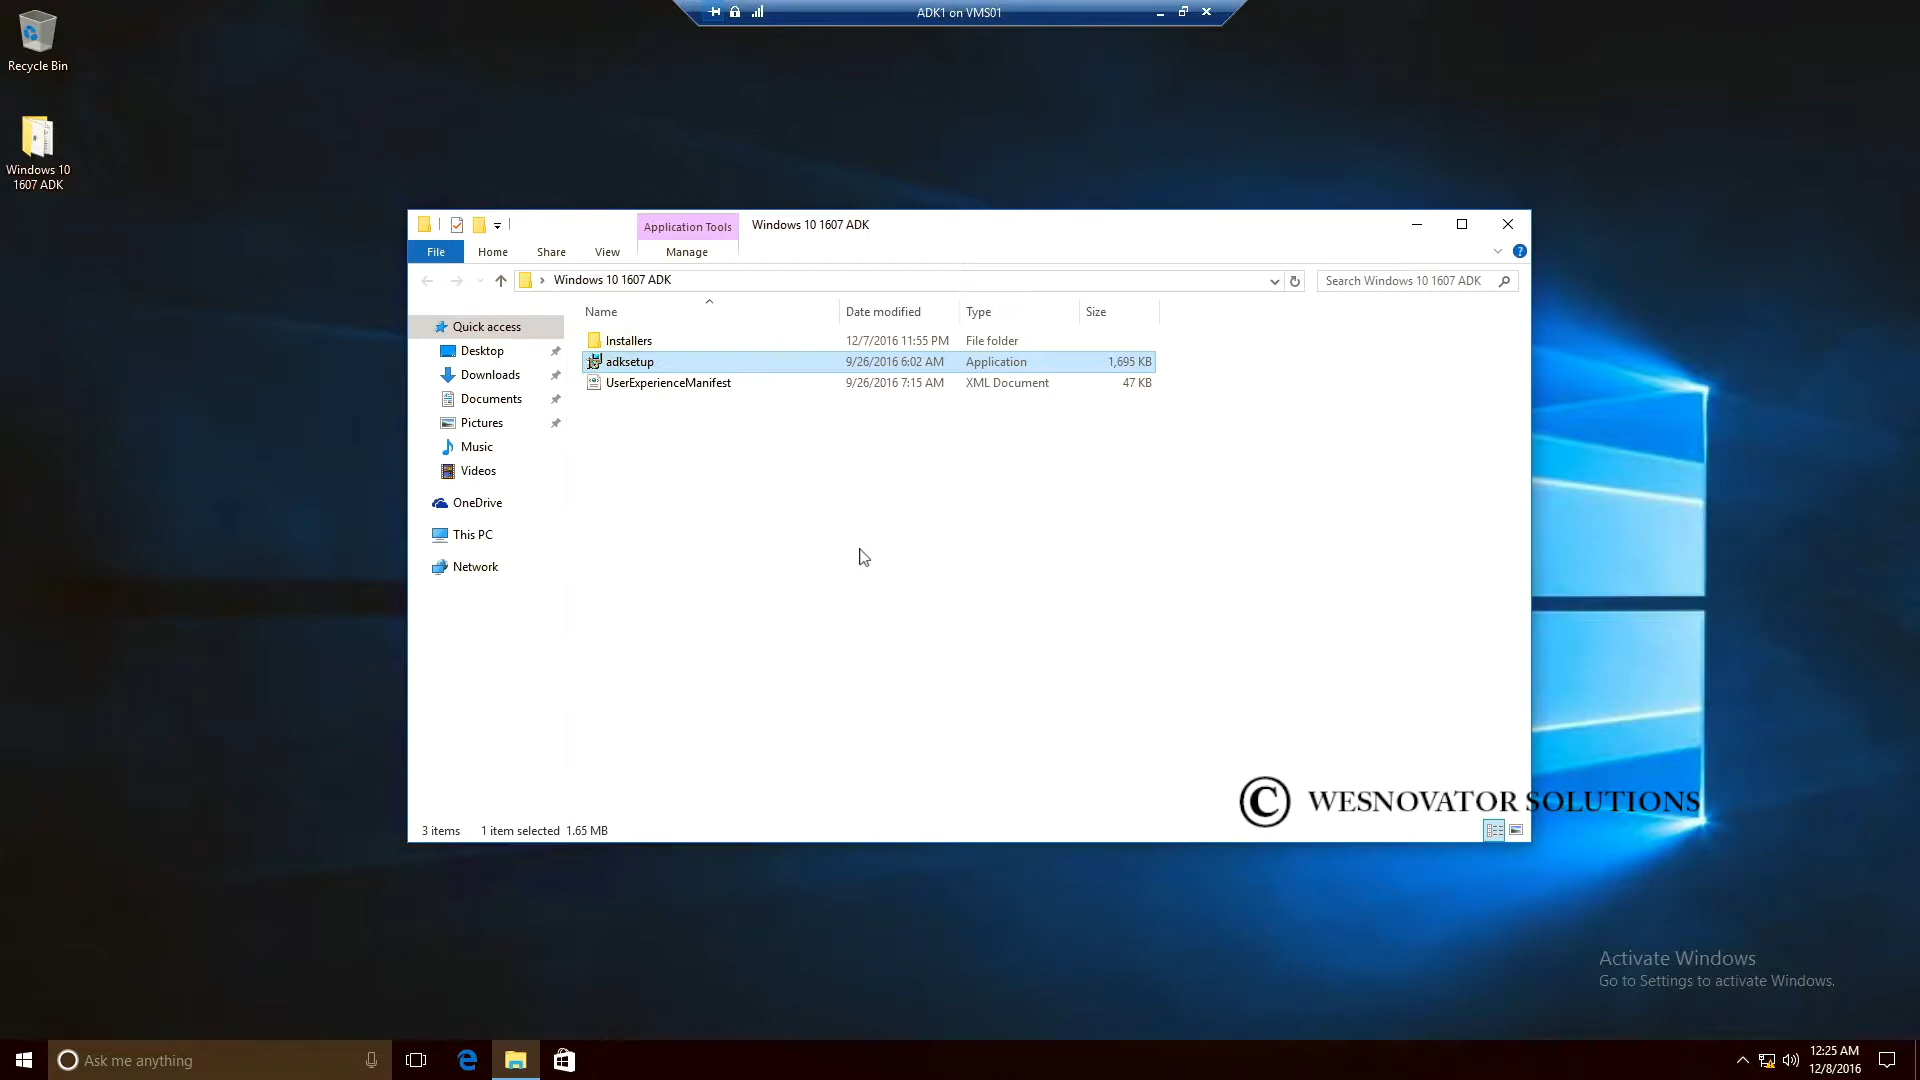 ADK1 on VMS01
Recycle Bin
Windows 10
1607 ADK
Application Tools
Windows 10 1607 ADK
File
Home
Share
View
Manage
Windows 10 1607 ADK
Search Windows 10 1607 ADK
Name
Date modified
Type
Size
Quick access
Desktop
Downloads
Documents
Pictures
Music
Videos
OneDrive
This PC
Network
Installers
12/7/2016 11:55 PM
File folder
adksetup
9/26/2016 6:02 AM
Application
1,695 KB
UserExperienceManifest
9/26/2016 7:15 AM
XML Document
47 KB
© WESNOVATOR SOLUTIONS
3 items
1 item selected 1.65 MB
Activate Windows
Go to Settings to activate Windows.
Ask me anything
12:25 AM
12/8/2016